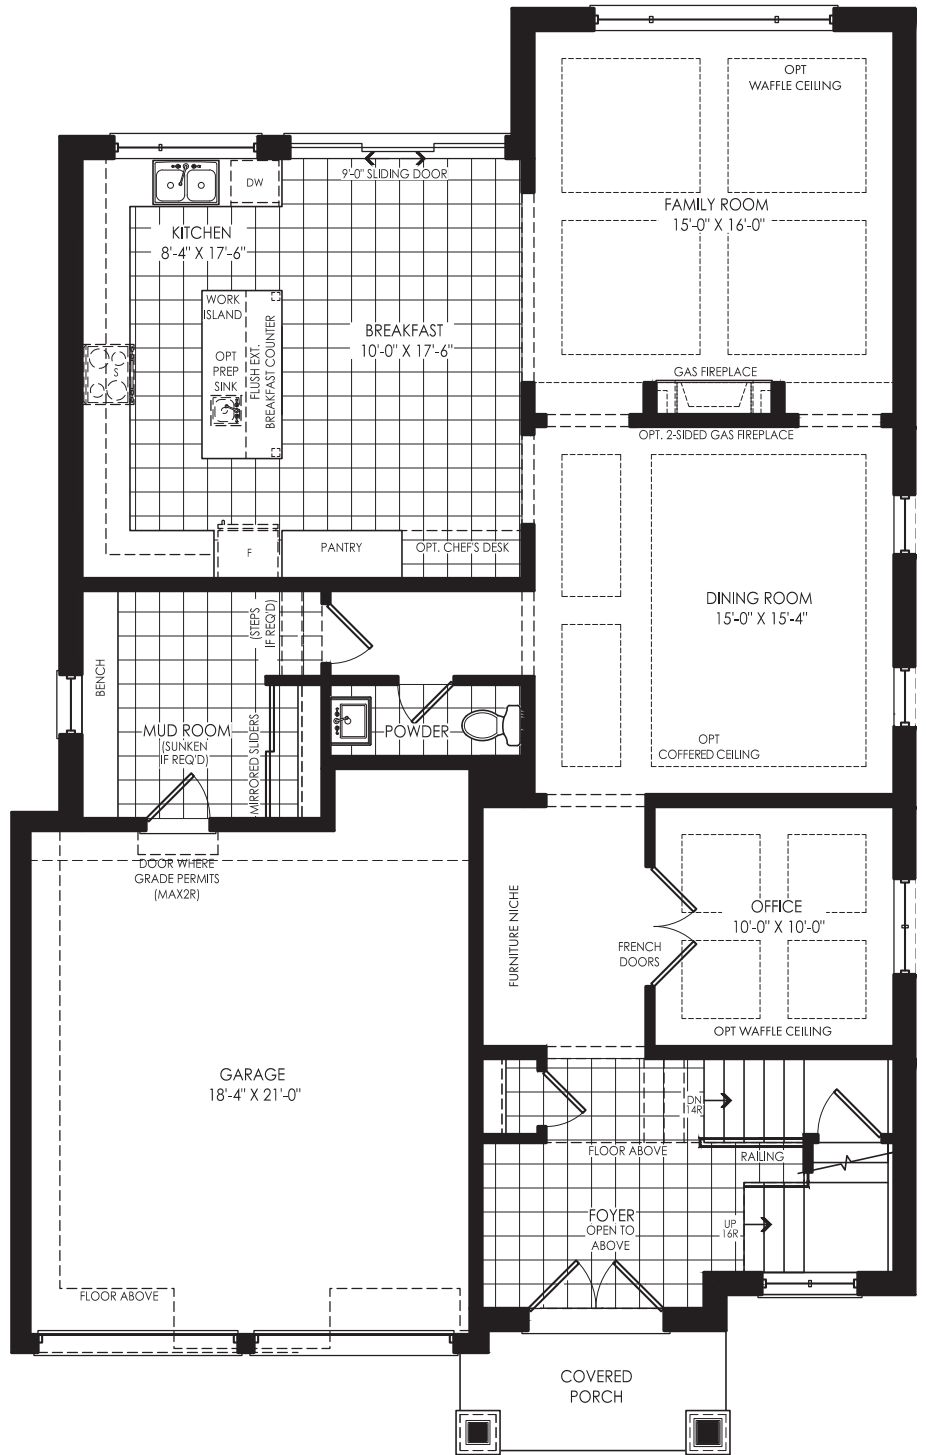 OPT
WAFFLE CEILING
FAMILY ROOM
15'-0" X 16'-0"
9'-0" SLIDING DOOR
DW
KITCHEN
8'-4" X 17'-6"
WORK
ISLAND
OPT
PREP
SINK
FLUSH EXT.
BREAKFAST COUNTER
BREAKFAST
10'-0" X 17'-6"
S
GAS FIREPLACE
OPT. 2-SIDED GAS FIREPLACE
F
PANTRY
OPT. CHEF'S DESK
DINING ROOM
15'-0" X 15'-4"
OPT
COFFERED CEILING
(STEPS
IF REQ'D)
BENCH
MUD ROOM
(SUNKEN
IF REQ'D)
MIRRORED SLIDERS
POWDER
DOOR WHERE
GRADE PERMITS
(MAX2R)
FURNITURE NICHE
FRENCH
DOORS
OFFICE
10'-0" X 10'-0"
OPT WAFFLE CEILING
GARAGE
18'-4" X 21'-0"
DN
14R
FLOOR ABOVE
RAILING
FOYER
OPEN TO
ABOVE
UP
16R
FLOOR ABOVE
COVERED
PORCH